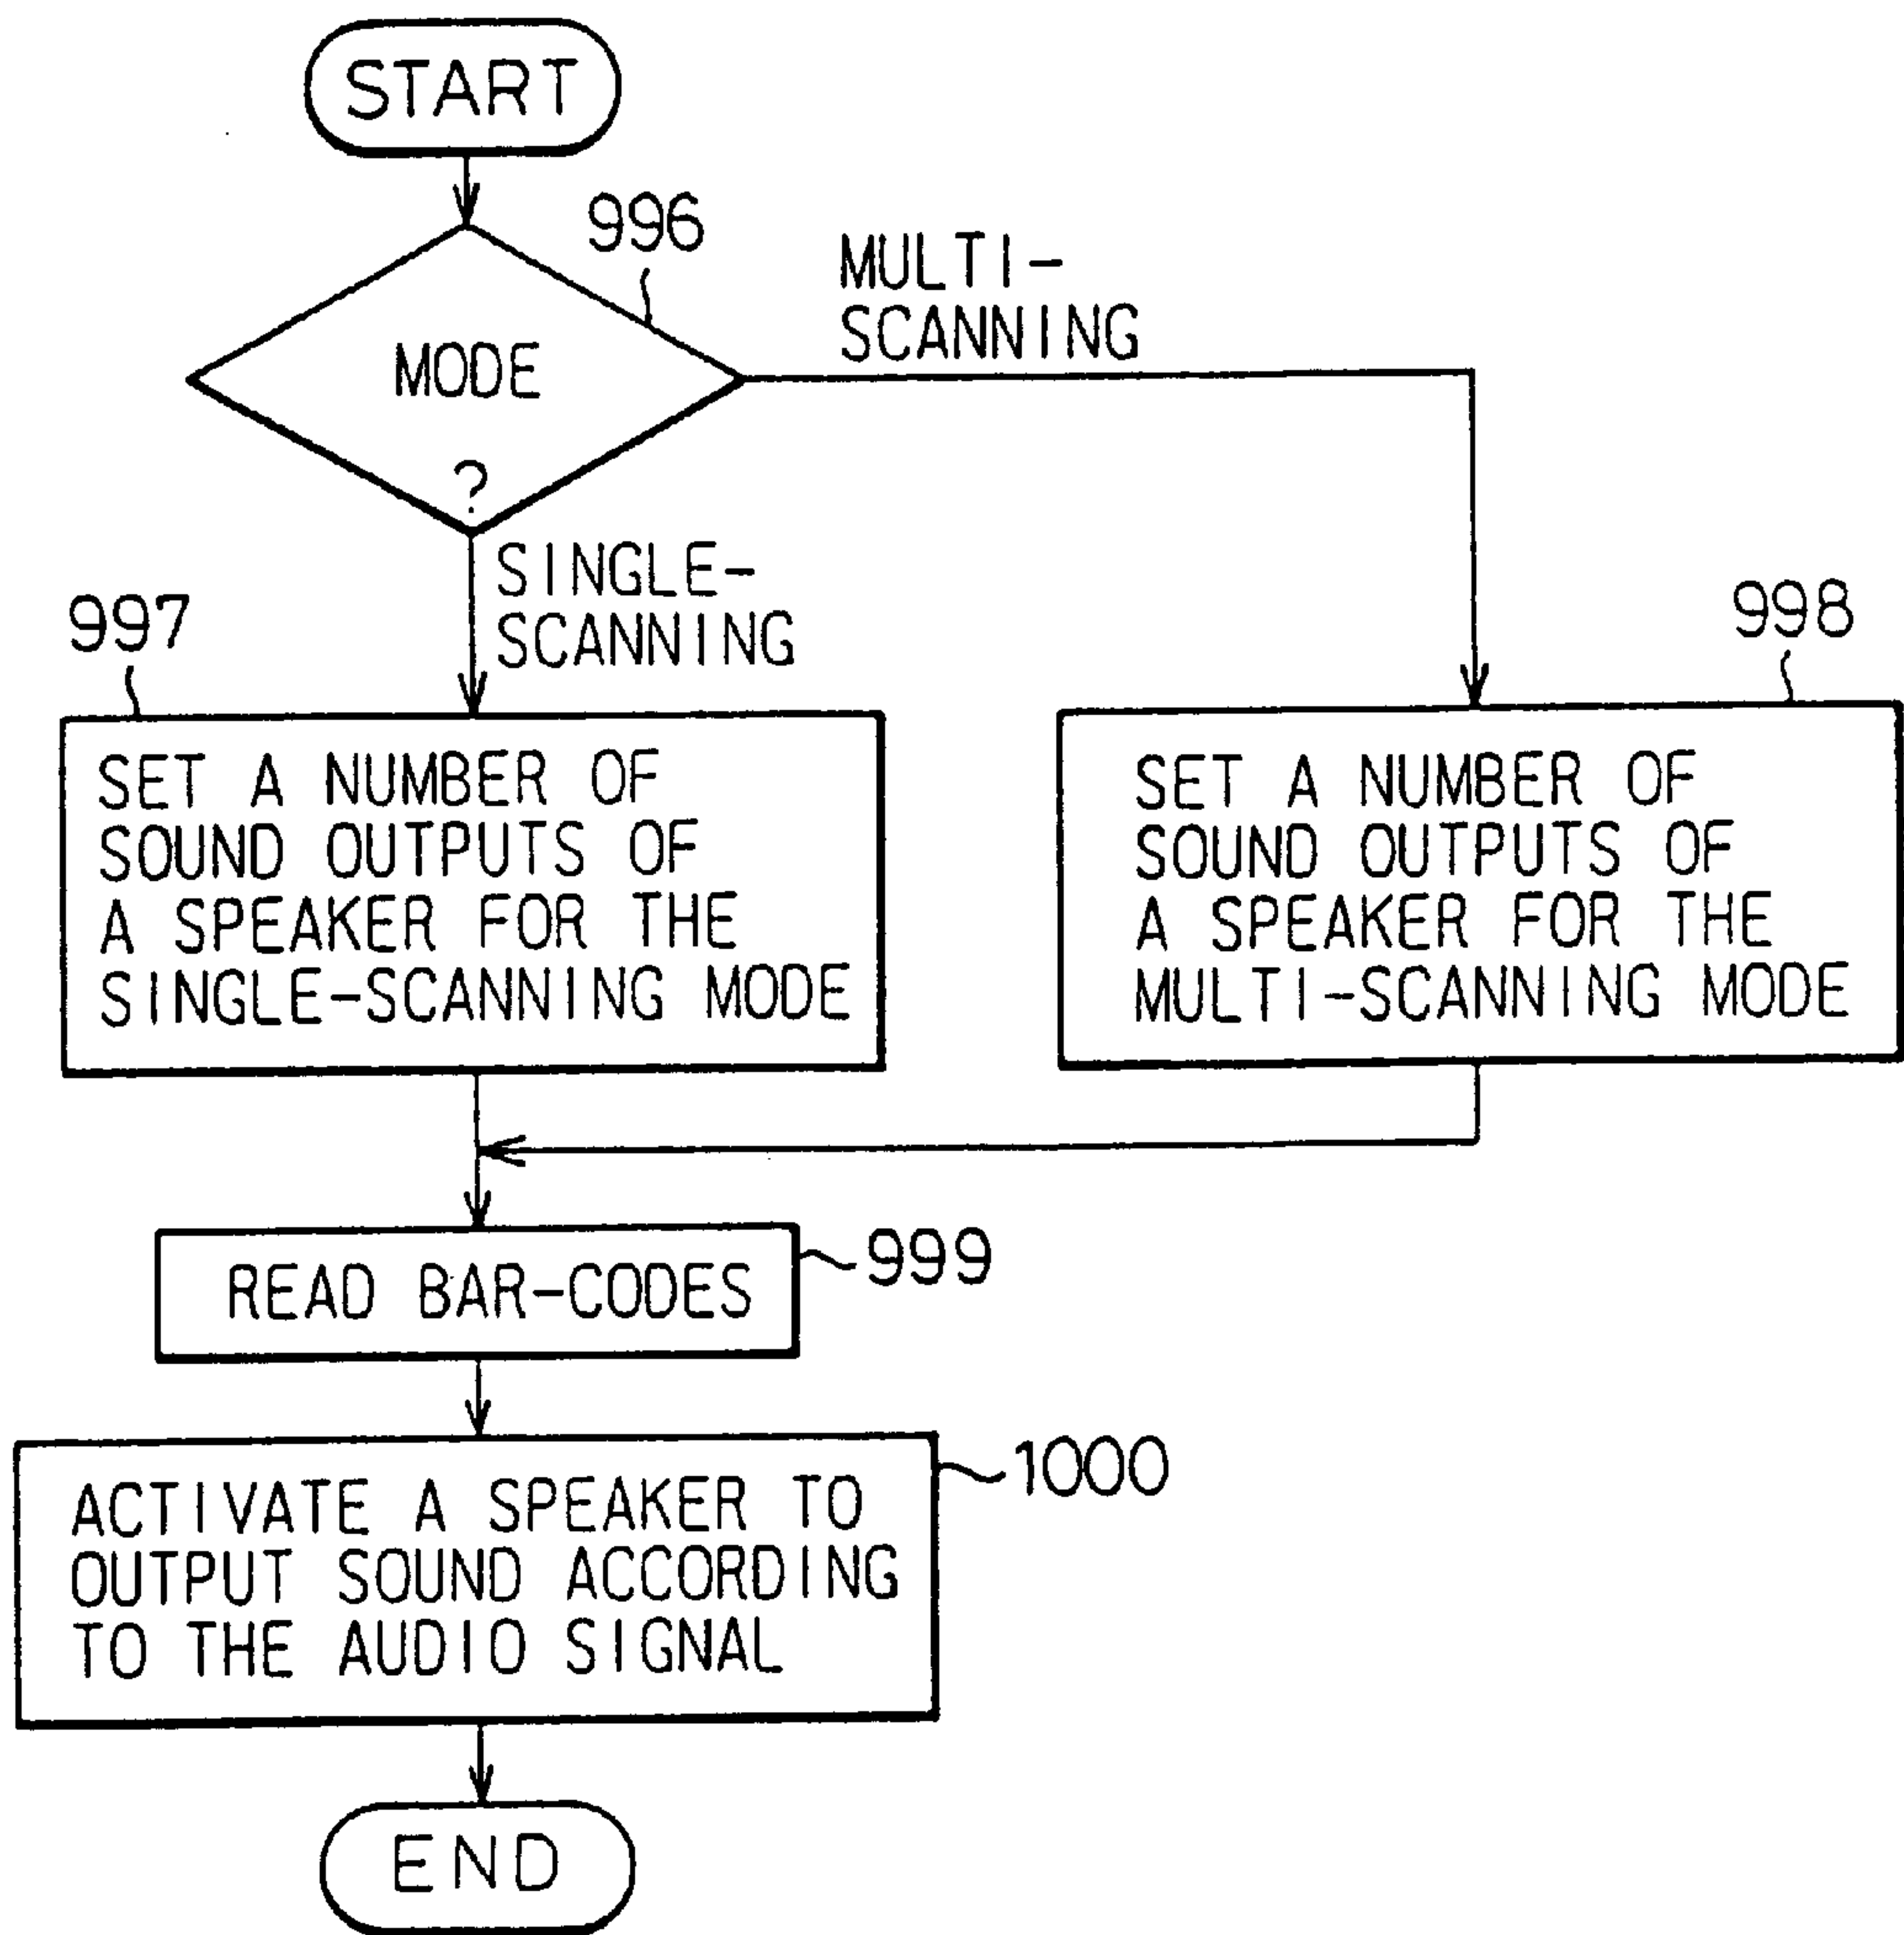 START
996
MODE
?
MULTI-
SCANNING
SINGLE-
SCANNING
997
SET A NUMBER OF
SOUND OUTPUTS OF
A SPEAKER FOR THE
SINGLE-SCANNING MODE
998
SET A NUMBER OF
SOUND OUTPUTS OF
A SPEAKER FOR THE
MULTI-SCANNING MODE
READ BAR-CODES
999
ACTIVATE A SPEAKER TO
OUTPUT SOUND ACCORDING
TO THE AUDIO SIGNAL
1000
END